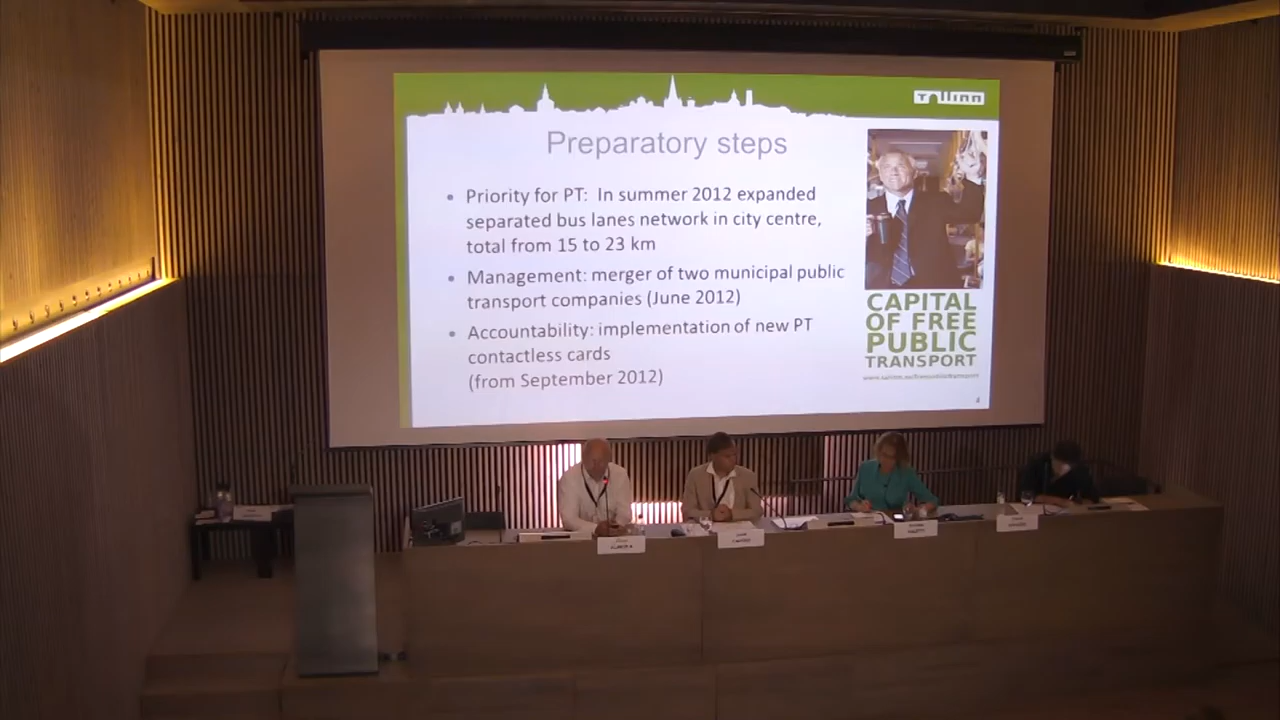 Tallinn
Preparatory steps
• Priority for PT: In summer 2012 expanded
separated bus lanes network in city centre,
total from 15 to 23 km
• Management: merger of two municipal public
transport companies (June 2012)
• Accountability: implementation of new PT
contactless cards
(from September 2012)
CAPITAL
OF FREE
PUBLIC
TRANSPORT
4